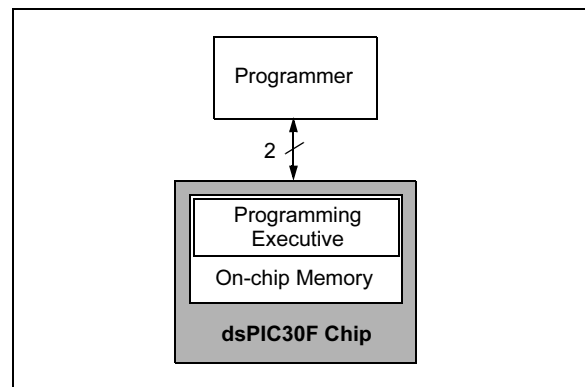 Programmer
2
Programming
Executive
On-chip Memory
dsPIC30F Chip